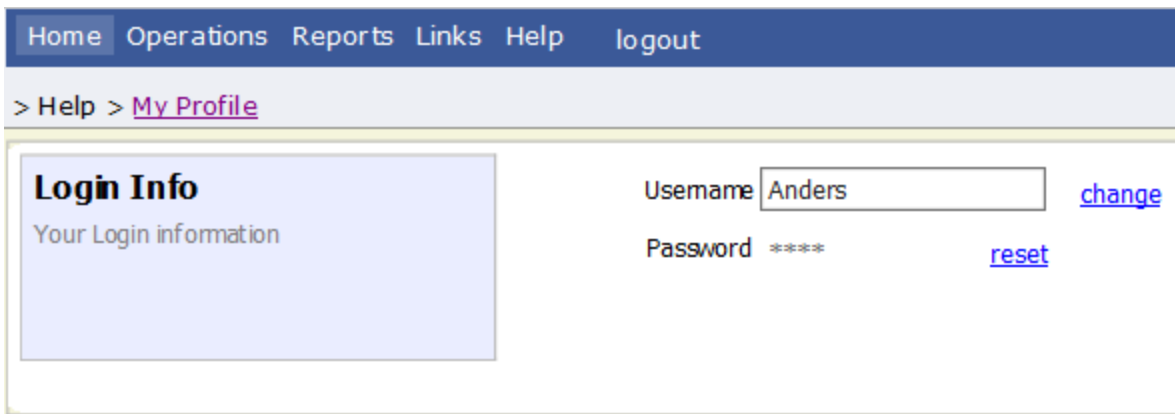 Home Operations Reports Links Help logout
> Help > My Profile
Login Info
Your Login information
Username Anders change
Password **** reset